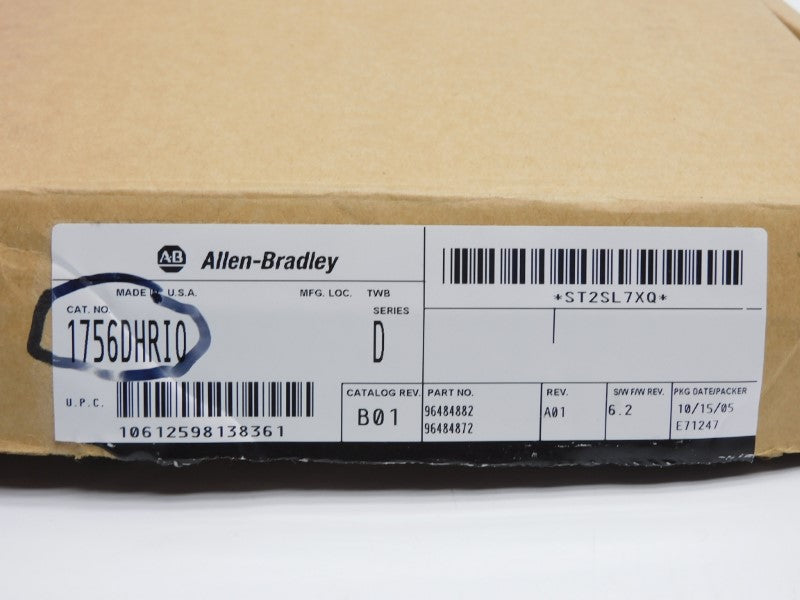 A-B Allen-Bradley
*ST2SL7XQ*
MADE IN U.S.A. MFG. LOC. TWB
CAT. NO. SERIES
1756DHRIO D
U.P.C.
10612598138361
CATALOG REV.
B01
PART NO.
96484882
96484872
REV.
A01
S/W F/W REV.
6.2
PKG DATE/PACKER
10/15/05
E71247